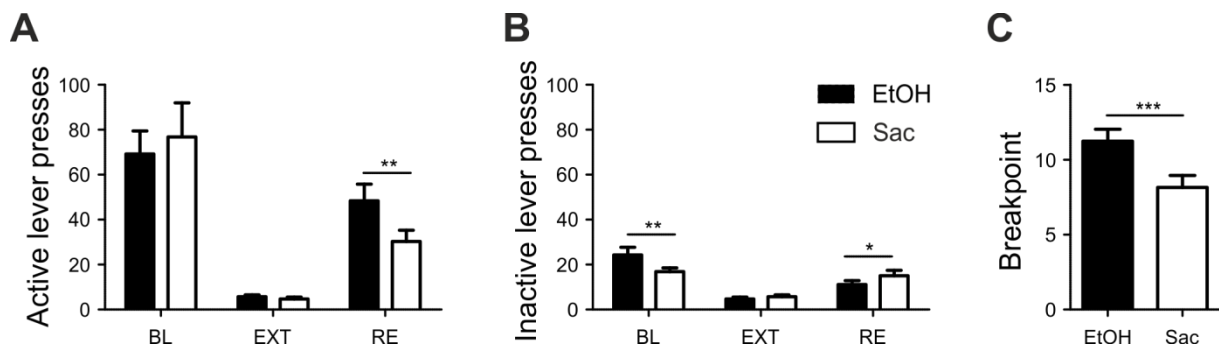 A
Active lever presses
100
80
60
40
20
0
**
BL EXT RE
B
Inactive lever presses
100
80
60
40
20
0
**
*
BL EXT RE
EtOH
Sac
C
Breakpoint
15
10
5
0
***
EtOH Sac